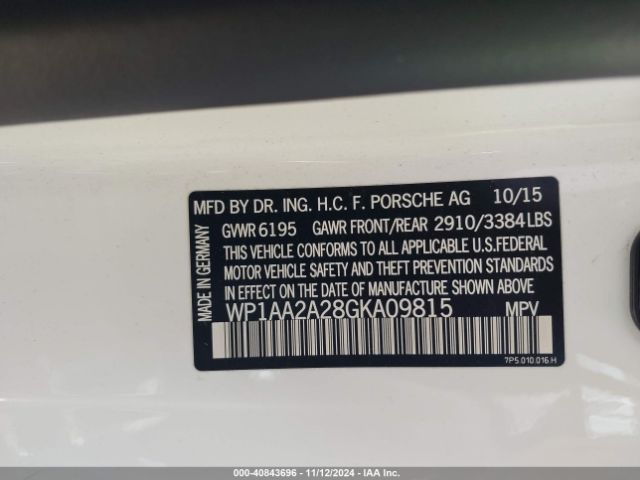 MFD BY DR. ING. H.C. F. PORSCHE AG 10/15
GVWR 6195 GAWR FRONT/REAR 2910/3384 LBS
THIS VEHICLE CONFORMS TO ALL APPLICABLE U.S.FEDERAL
MOTOR VEHICLE SAFETY AND THEFT PREVENTION STANDARDS
IN EFFECT ON THE DATE OF MANUFACTURE SHOWN ABOVE
WP1AA2A28GKA09815 MPV
7P5.010.016.H
MADE IN GERMANY
000-40843696 - 11/12/2024 - IAA Inc.